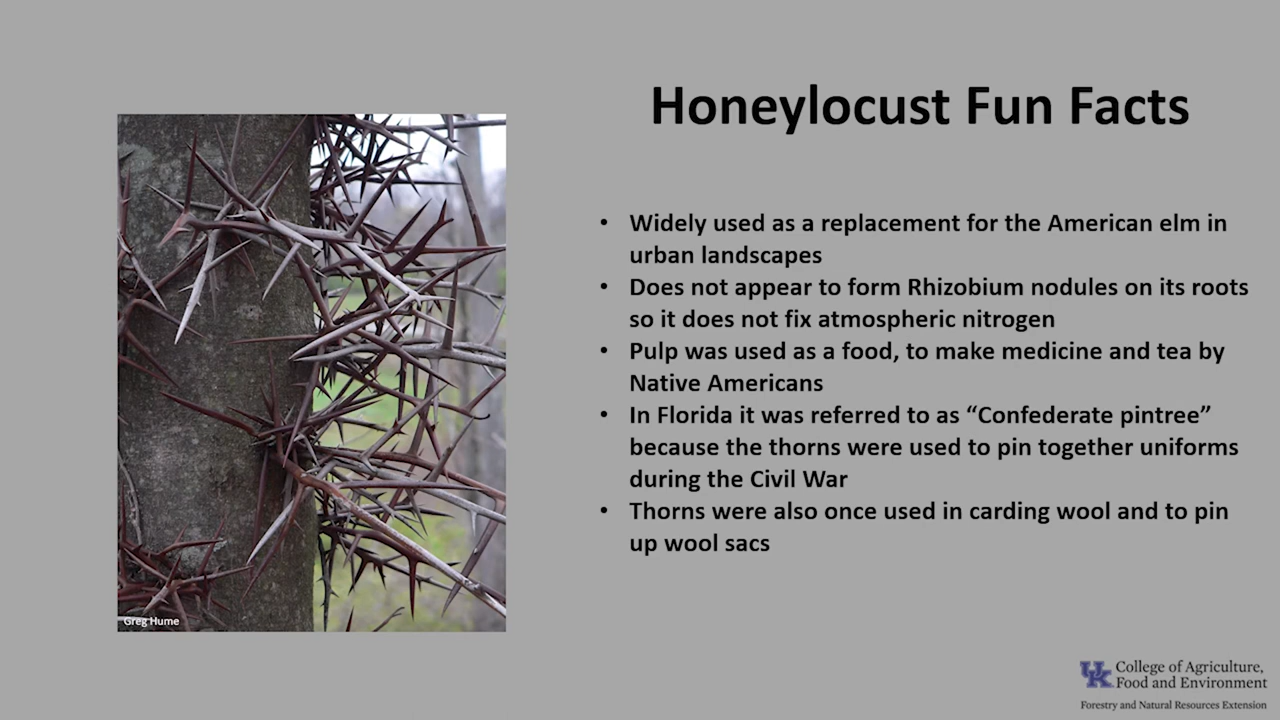 Honeylocust Fun Facts
• Widely used as a replacement for the American elm in
urban landscapes
• Does not appear to form Rhizobium nodules on its roots
so it does not fix atmospheric nitrogen
• Pulp was used as a food, to make medicine and tea by
Native Americans
• In Florida it was referred to as “Confederate pintree”
because the thorns were used to pin together uniforms
during the Civil War
• Thorns were also once used in carding wool and to pin
up wool sacs
Greg Hume
UK College of Agriculture,
Food and Environment
Forestry and Natural Resources Extension